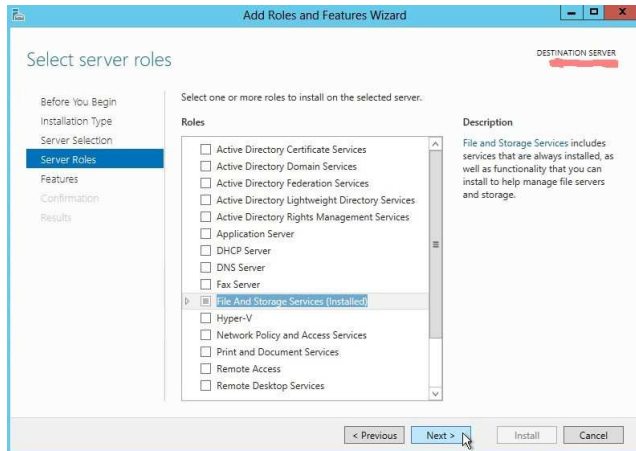 Add Roles and Features Wizard
Select server roles
DESTINATION SERVER
Before You Begin
Installation Type
Server Selection
Server Roles
Features
Confirmation
Results
Select one or more roles to install on the selected server.
Roles
Active Directory Certificate Services
Active Directory Domain Services
Active Directory Federation Services
Active Directory Lightweight Directory Services
Active Directory Rights Management Services
Application Server
DHCP Server
DNS Server
Fax Server
File And Storage Services (Installed)
Hyper-V
Network Policy and Access Services
Print and Document Services
Remote Access
Remote Desktop Services
Description
File and Storage Services includes
services that are always installed, as
well as functionality that you can
install to help manage file servers
and storage.
< Previous
Next >
Install
Cancel